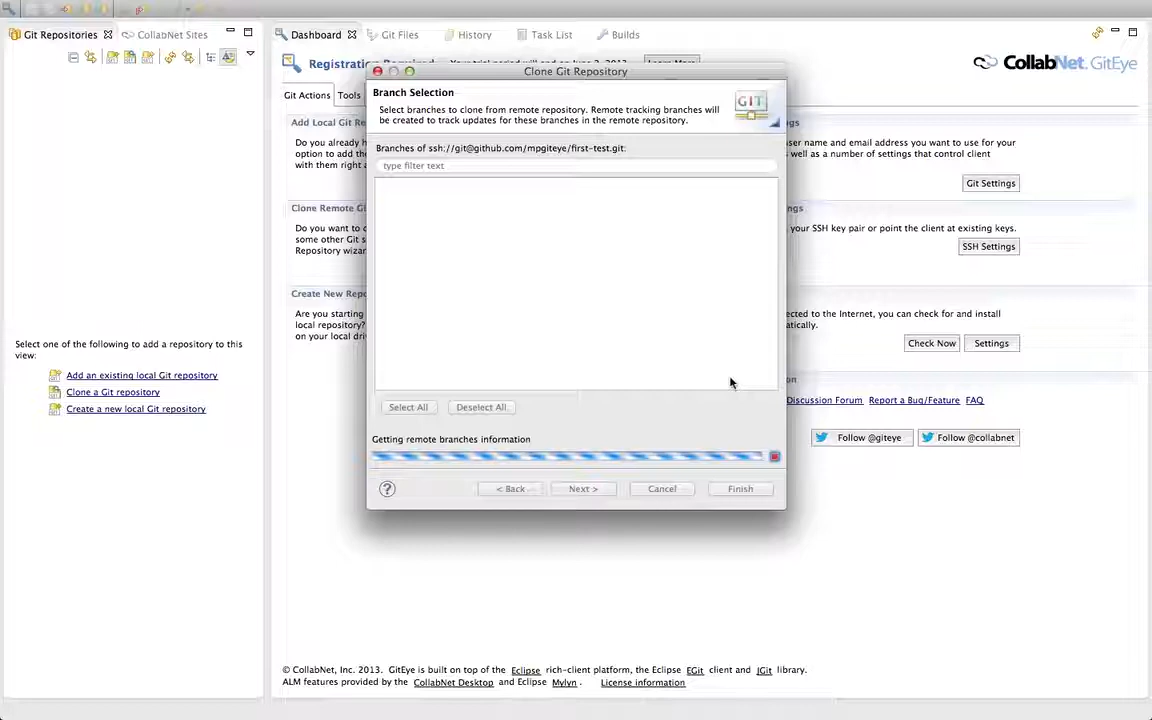 Git Repositories
CollabNet Sites
Dashboard
Git Files
History
Task List
Builds
Clone Git Repository
CollabNet GitEye
Git Actions
Tools
Branch Selection
Select branches to clone from remote repository. Remote tracking branches will
be created to track updates for these branches in the remote repository.
GIT
Branches of ssh://git@github.com/mpgiteye/first-test.git:
type filter text
Add Local Git Re
Do you already h
option to add the
with them right a
ngs
user name and email address you want to use for your
well as a number of settings that control client
Git Settings
Clone Remote Gi
Do you want to c
some other Git s
Repository wizar
ngs
your SSH key pair or point the client at existing keys.
SSH Settings
Create New Repo
Are you starting
local repository?
on your local driv
ected to the Internet, you can check for and install
atically.
Check Now
Settings
Select one of the following to add a repository to this
view:
Add an existing local Git repository
Clone a Git repository
Create a new local Git repository
on
Discussion Forum
Report a Bug/Feature
FAQ
Select All
Deselect All
Follow @giteye
Follow @collabnet
Getting remote branches information
?
< Back
Next >
Cancel
Finish
© CollabNet, Inc. 2013. GitEye is built on top of the Eclipse rich-client platform, the Eclipse EGit client and JGit library.
ALM features provided by the CollabNet Desktop and Eclipse Mylyn . License information